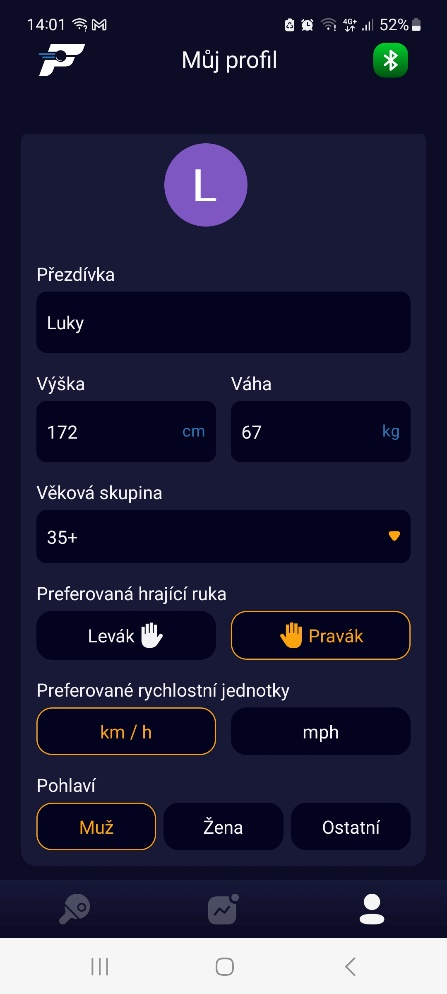 14:01
4G+
52%
Můj profil
L
Přezdívka
Luky
Výška Váha
172 cm 67 kg
Věková skupina
35+
Preferovaná hrající ruka
Levák Pravák
Preferované rychlostní jednotky
km / h mph
Pohlaví
Muž Žena Ostatní